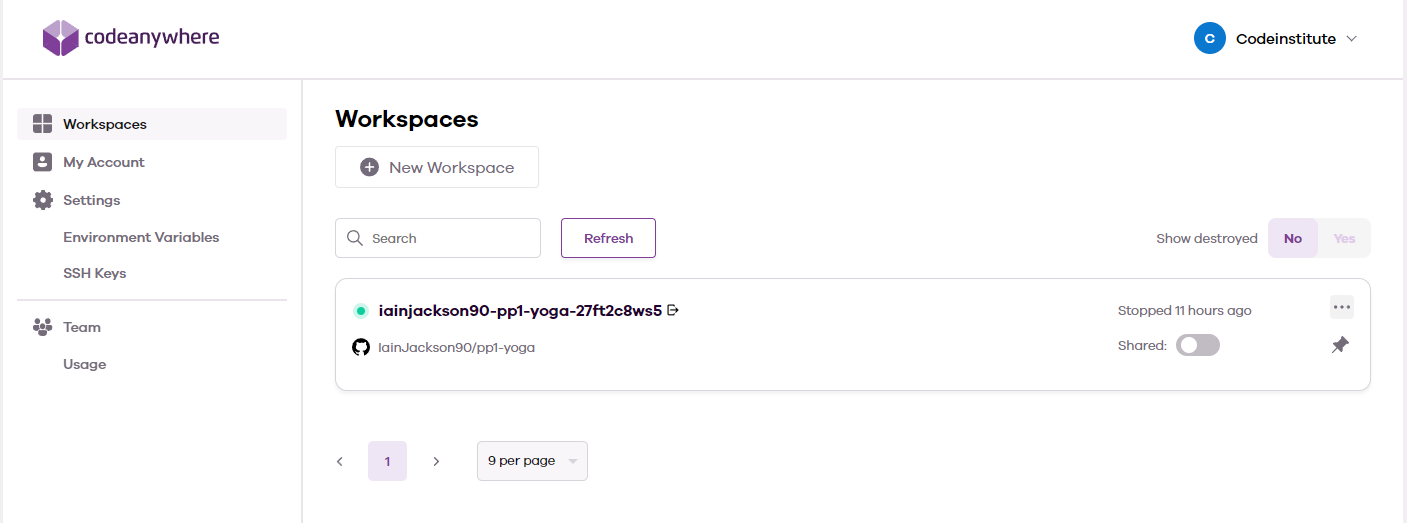 codeanywhere
C Codeinstitute
Workspaces
My Account
Settings
Environment Variables
SSH Keys
Team
Usage
Workspaces
New Workspace
Search
Refresh
Show destroyed
No
Yes
iainjackson90-pp1-yoga-27ft2c8ws5
Stopped 11 hours ago
IainJackson90/pp1-yoga
Shared:
1
9 per page